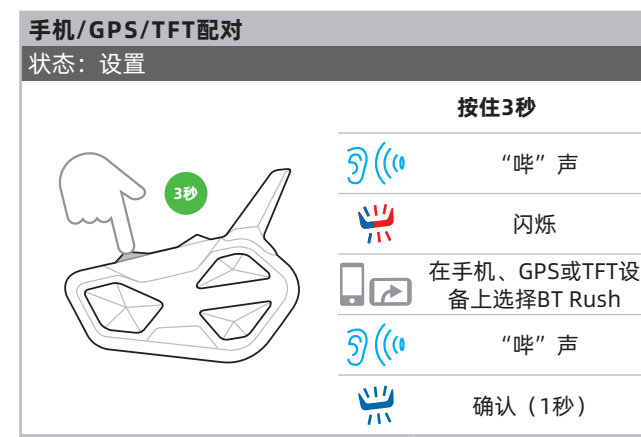 手机/GPS/TFT配对
状态：设置
按住3秒
3秒
“哔”声
闪烁
在手机、GPS或TFT设
备上选择BT Rush
“哔”声
确认（1秒）